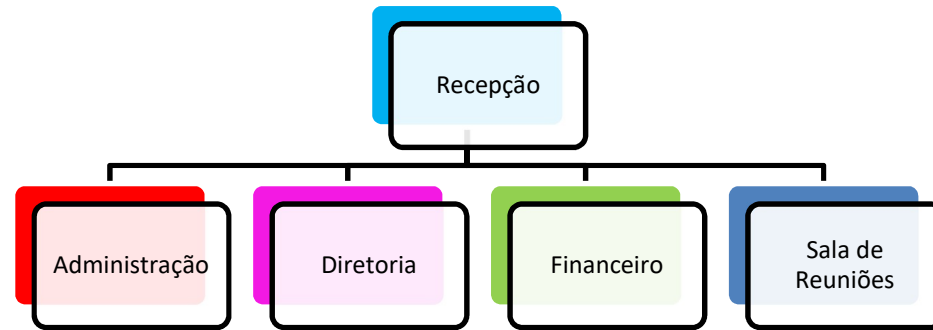 Recepção
Administração
Diretoria
Financeiro
Sala de
Reuniões